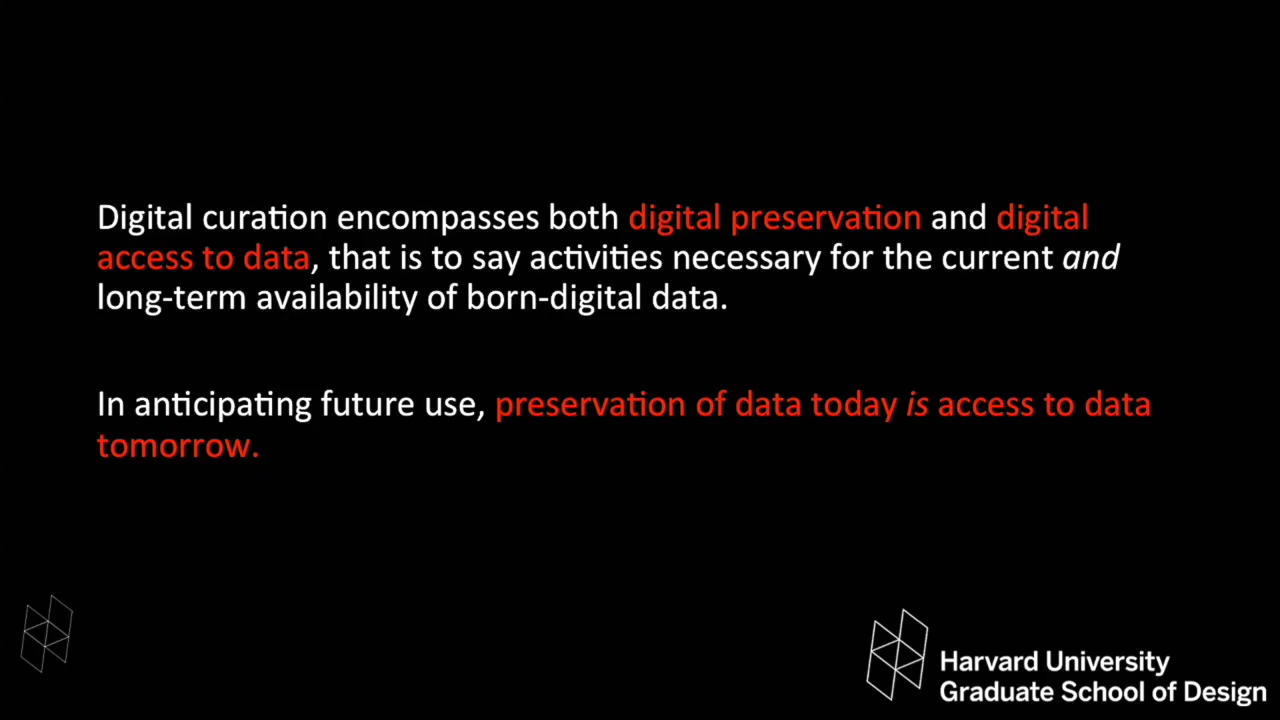 Digital curation encompasses both digital preservation and digital
access to data, that is to say activities necessary for the current and
long-term availability of born-digital data.
In anticipating future use, preservation of data today is access to data
tomorrow.
Harvard University
Graduate School of Design